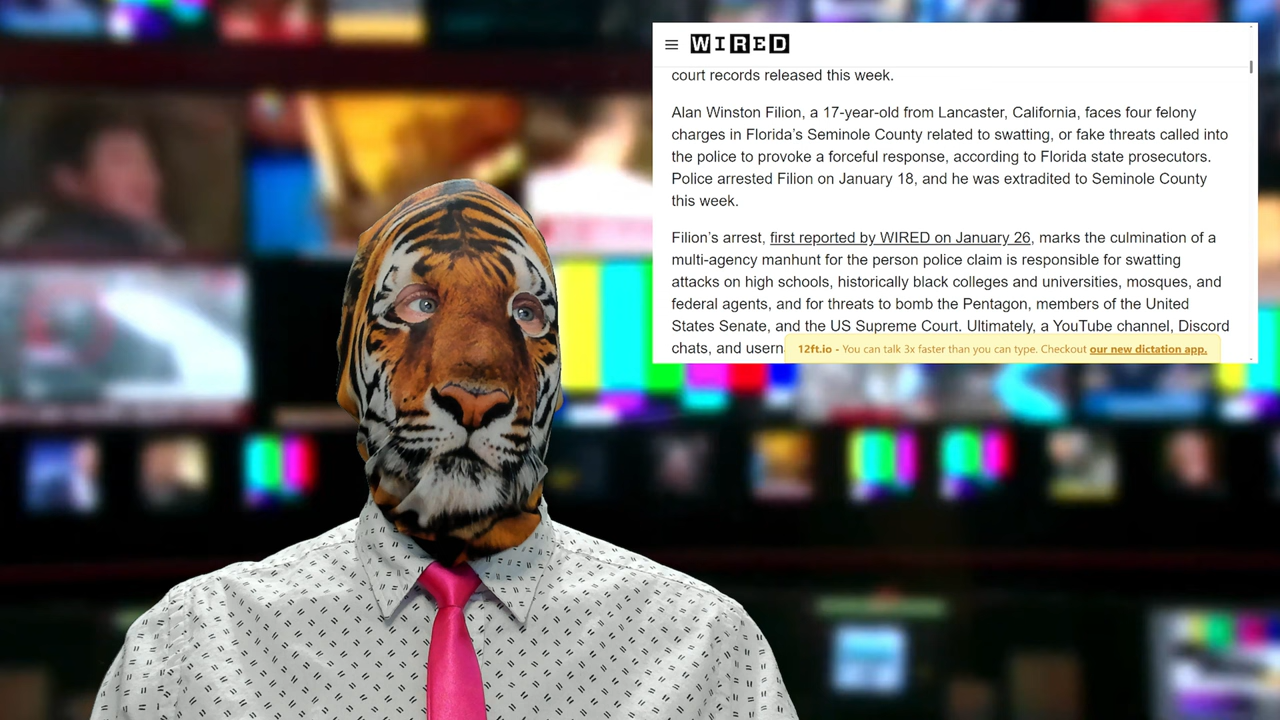 WIRED
court records released this week.
Alan Winston Filion, a 17-year-old from Lancaster, California, faces four felony
charges in Florida’s Seminole County related to swatting, or fake threats called into
the police to provoke a forceful response, according to Florida state prosecutors.
Police arrested Filion on January 18, and he was extradited to Seminole County
this week.
Filion’s arrest, first reported by WIRED on January 26, marks the culmination of a
multi-agency manhunt for the person police claim is responsible for swatting
attacks on high schools, historically black colleges and universities, mosques, and
federal agents, and for threats to bomb the Pentagon, members of the United
States Senate, and the US Supreme Court. Ultimately, a YouTube channel, Discord
chats, and usern
12ft.io - You can talk 3x faster than you can type. Checkout our new dictation app.